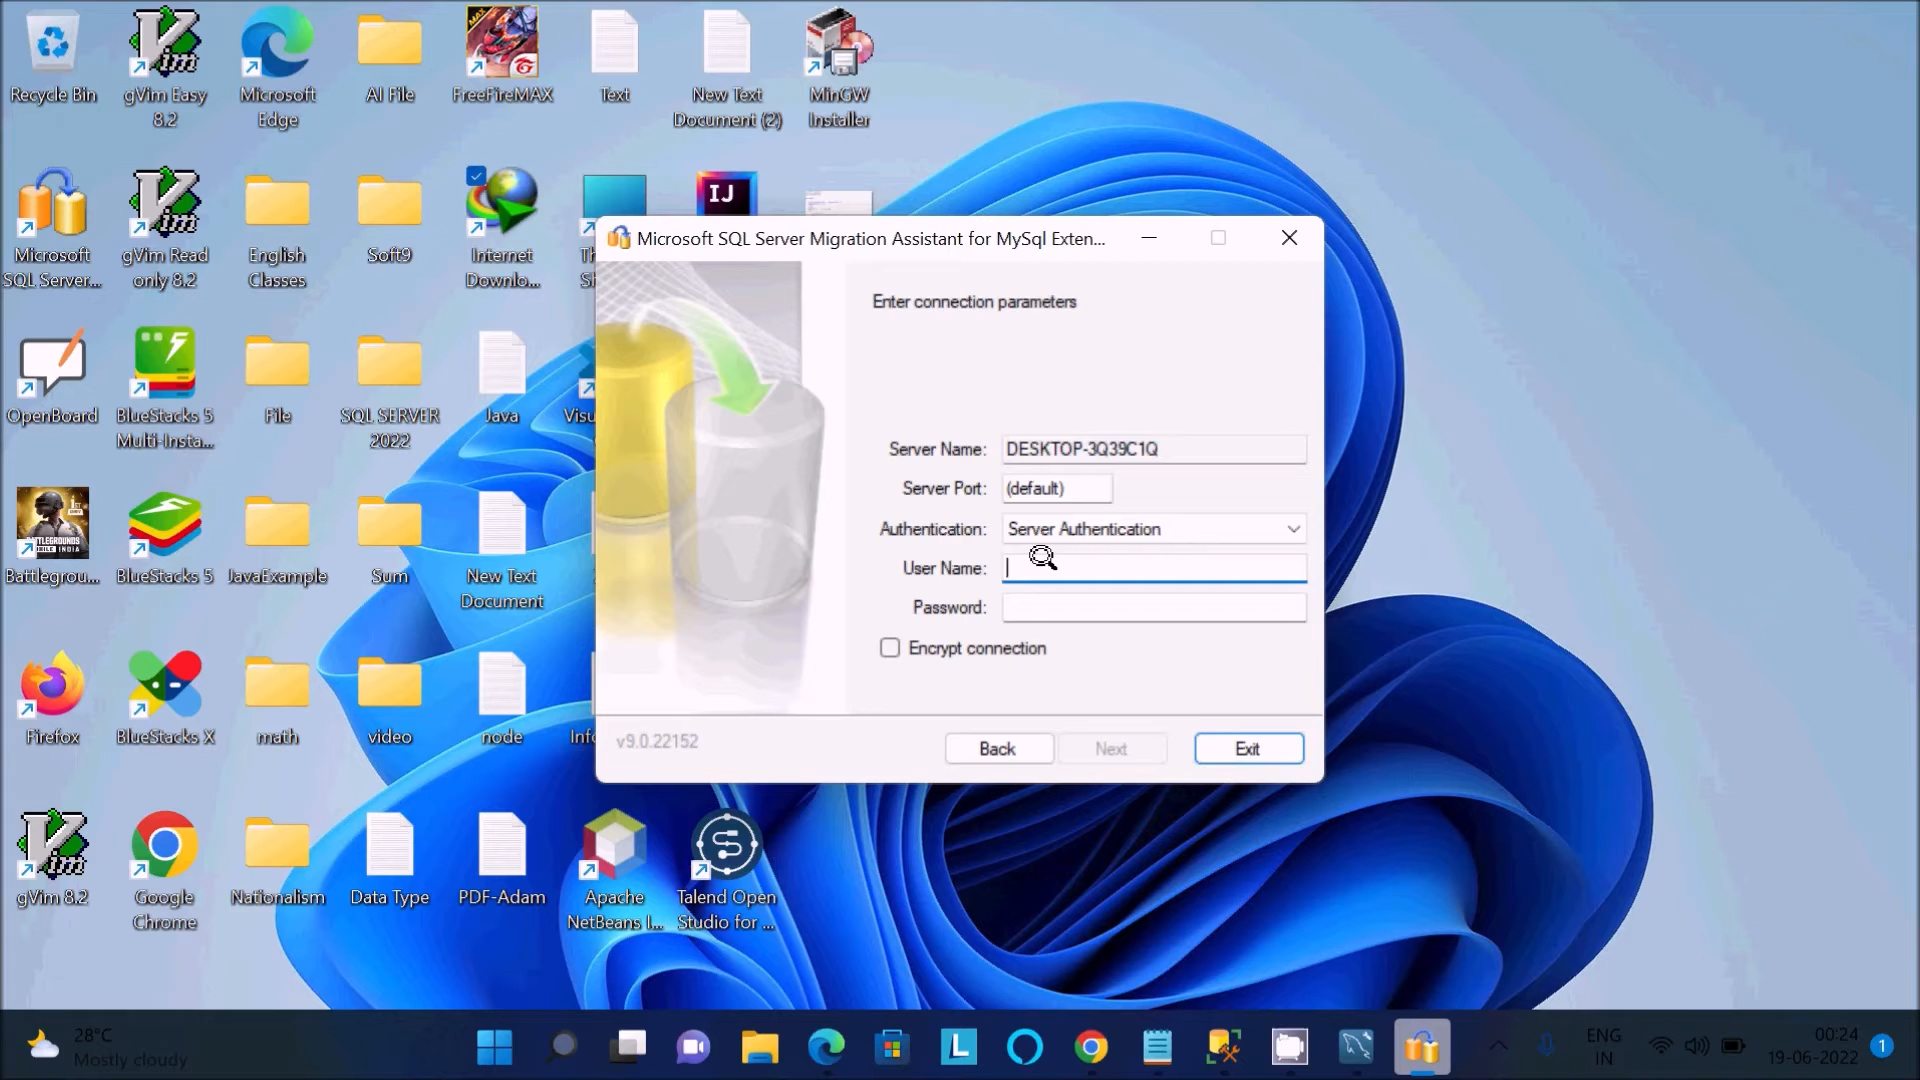 Recycle Bin
gVim Easy
8.2
Microsoft
Edge
AI File
FreeFireMAX
Text
New Text
Document (2)
MinGW
Installer
Microsoft
SQL Server...
gVim Read
only 8.2
English
Classes
Soft9
Internet
Downlo...
IJ
OpenBoard
BlueStacks 5
Multi-Insta...
File
SQL SERVER
2022
Java
Battlegrou...
BlueStacks 5
JavaExample
Sum
New Text
Document
Firefox
BlueStacks X
math
video
node
gVim 8.2
Google
Chrome
Nationalism
Data Type
PDF-Adam
Apache
NetBeans I...
Talend Open
Studio for ...
Microsoft SQL Server Migration Assistant for MySql Exten...
Enter connection parameters
Server Name: DESKTOP-3Q39C1Q
Server Port: (default)
Authentication: Server Authentication
User Name:
Password:
Encrypt connection
v9.0.22152
Back
Next
Exit
28°C
Mostly cloudy
L
ENG
IN
00:24
19-06-2022
1